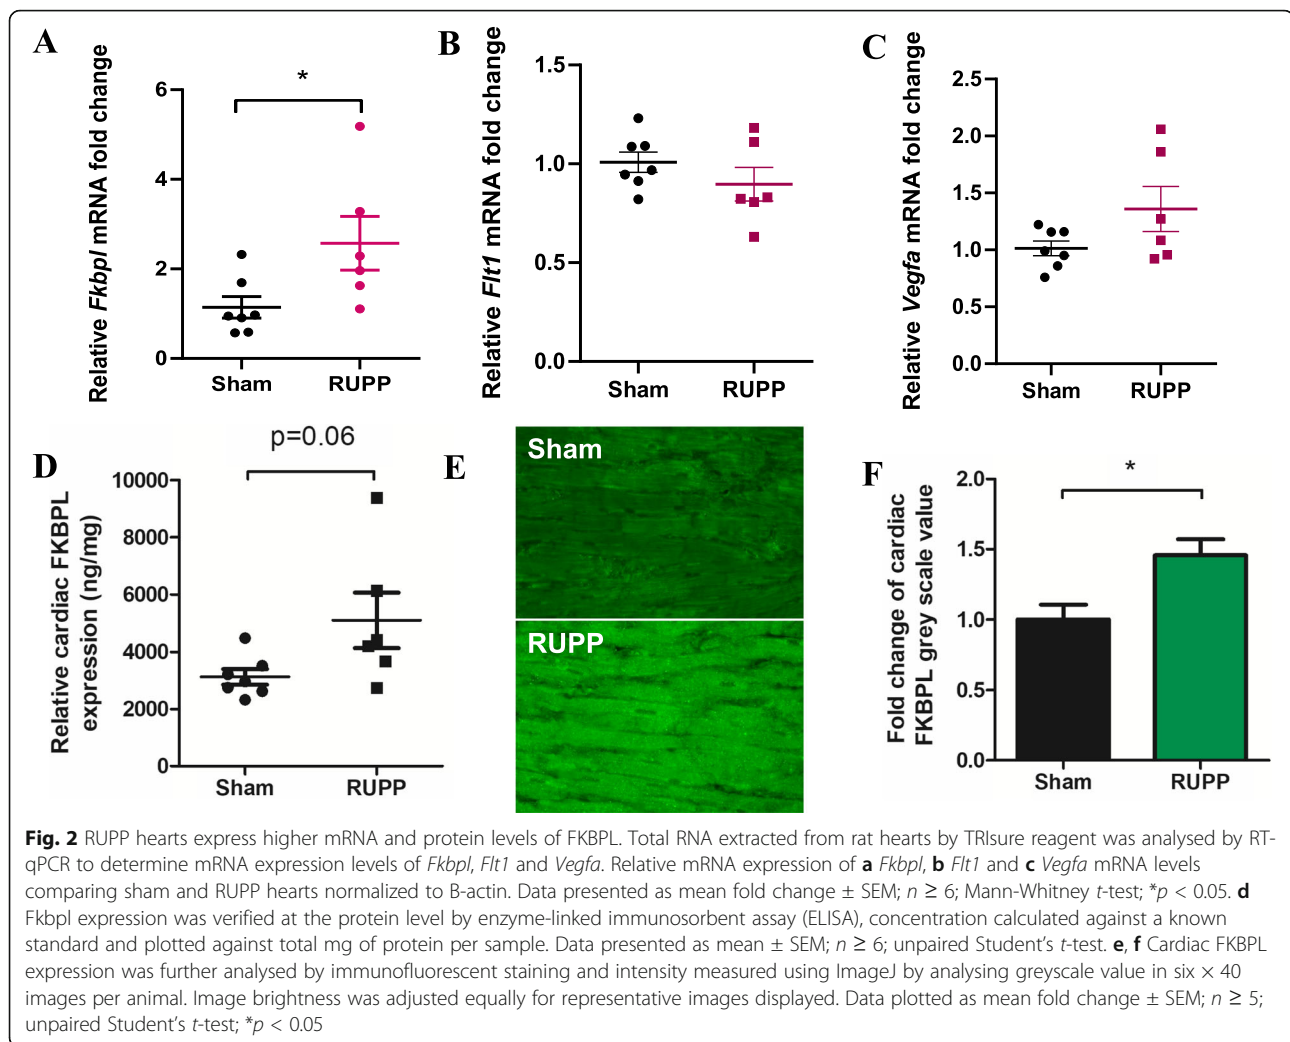 A
Relative Fkbpl mRNA fold change
6
4
2
0
*
Sham RUPP
B
Relative Flt1 mRNA fold change
1.5
1.0
0.5
0.0
Sham RUPP
C
Relative Vegfa mRNA fold change
2.5
2.0
1.5
1.0
0.5
0.0
Sham RUPP
D
Relative cardiac FKBPL
expression (ng/mg)
10000
8000
6000
4000
2000
0
p=0.06
Sham RUPP
E
Sham
RUPP
F
Fold change of cardiac
FKBPL grey scale value
2.0
1.5
1.0
0.5
0.0
*
Sham RUPP
Fig. 2 RUPP hearts express higher mRNA and protein levels of FKBPL. Total RNA extracted from rat hearts by TRIsure reagent was analysed by RT-
qPCR to determine mRNA expression levels of Fkbpl, Flt1 and Vegfa. Relative mRNA expression of a Fkbpl, b Flt1 and c Vegfa mRNA levels
comparing sham and RUPP hearts normalized to B-actin. Data presented as mean fold change ± SEM; n ≥ 6; Mann-Whitney t-test; *p < 0.05. d
Fkbpl expression was verified at the protein level by enzyme-linked immunosorbent assay (ELISA), concentration calculated against a known
standard and plotted against total mg of protein per sample. Data presented as mean ± SEM; n ≥ 6; unpaired Student's t-test. e, f Cardiac FKBPL
expression was further analysed by immunofluorescent staining and intensity measured using ImageJ by analysing greyscale value in six × 40
images per animal. Image brightness was adjusted equally for representative images displayed. Data plotted as mean fold change ± SEM; n ≥ 5;
unpaired Student's t-test; *p < 0.05